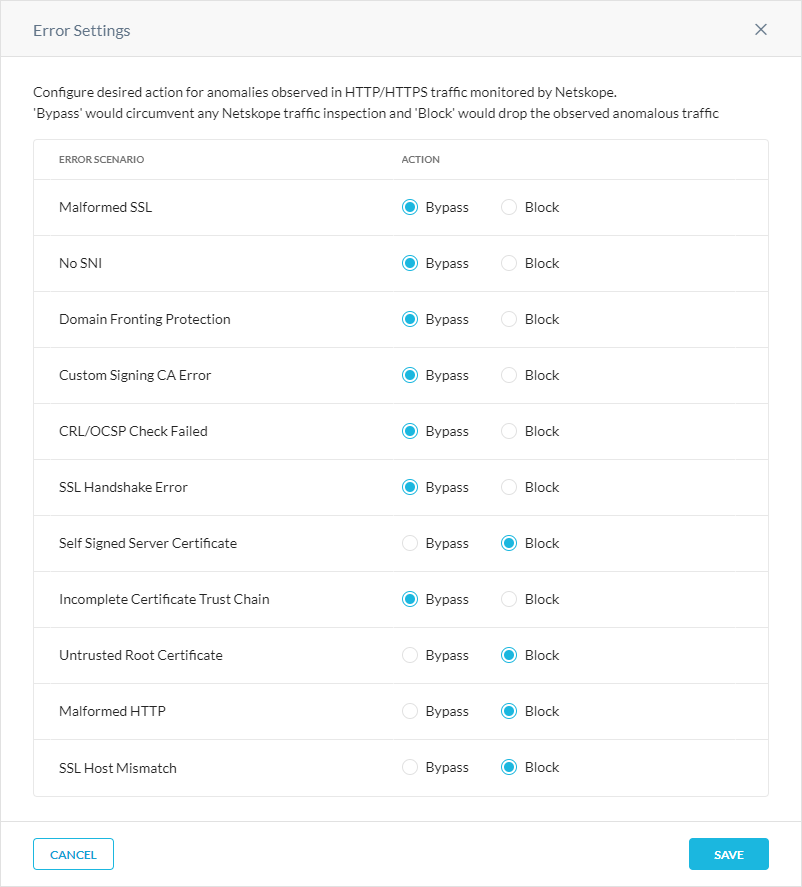 Error Settings
Configure desired action for anomalies observed in HTTP/HTTPS traffic monitored by Netskope.
'Bypass' would circumvent any Netskope traffic inspection and 'Block' would drop the observed anomalous traffic
ERROR SCENARIO ACTION
Malformed SSL Bypass Block
No SNI Bypass Block
Domain Fronting Protection Bypass Block
Custom Signing CA Error Bypass Block
CRL/OCSP Check Failed Bypass Block
SSL Handshake Error Bypass Block
Self Signed Server Certificate Bypass Block
Incomplete Certificate Trust Chain Bypass Block
Untrusted Root Certificate Bypass Block
Malformed HTTP Bypass Block
SSL Host Mismatch Bypass Block
CANCEL SAVE